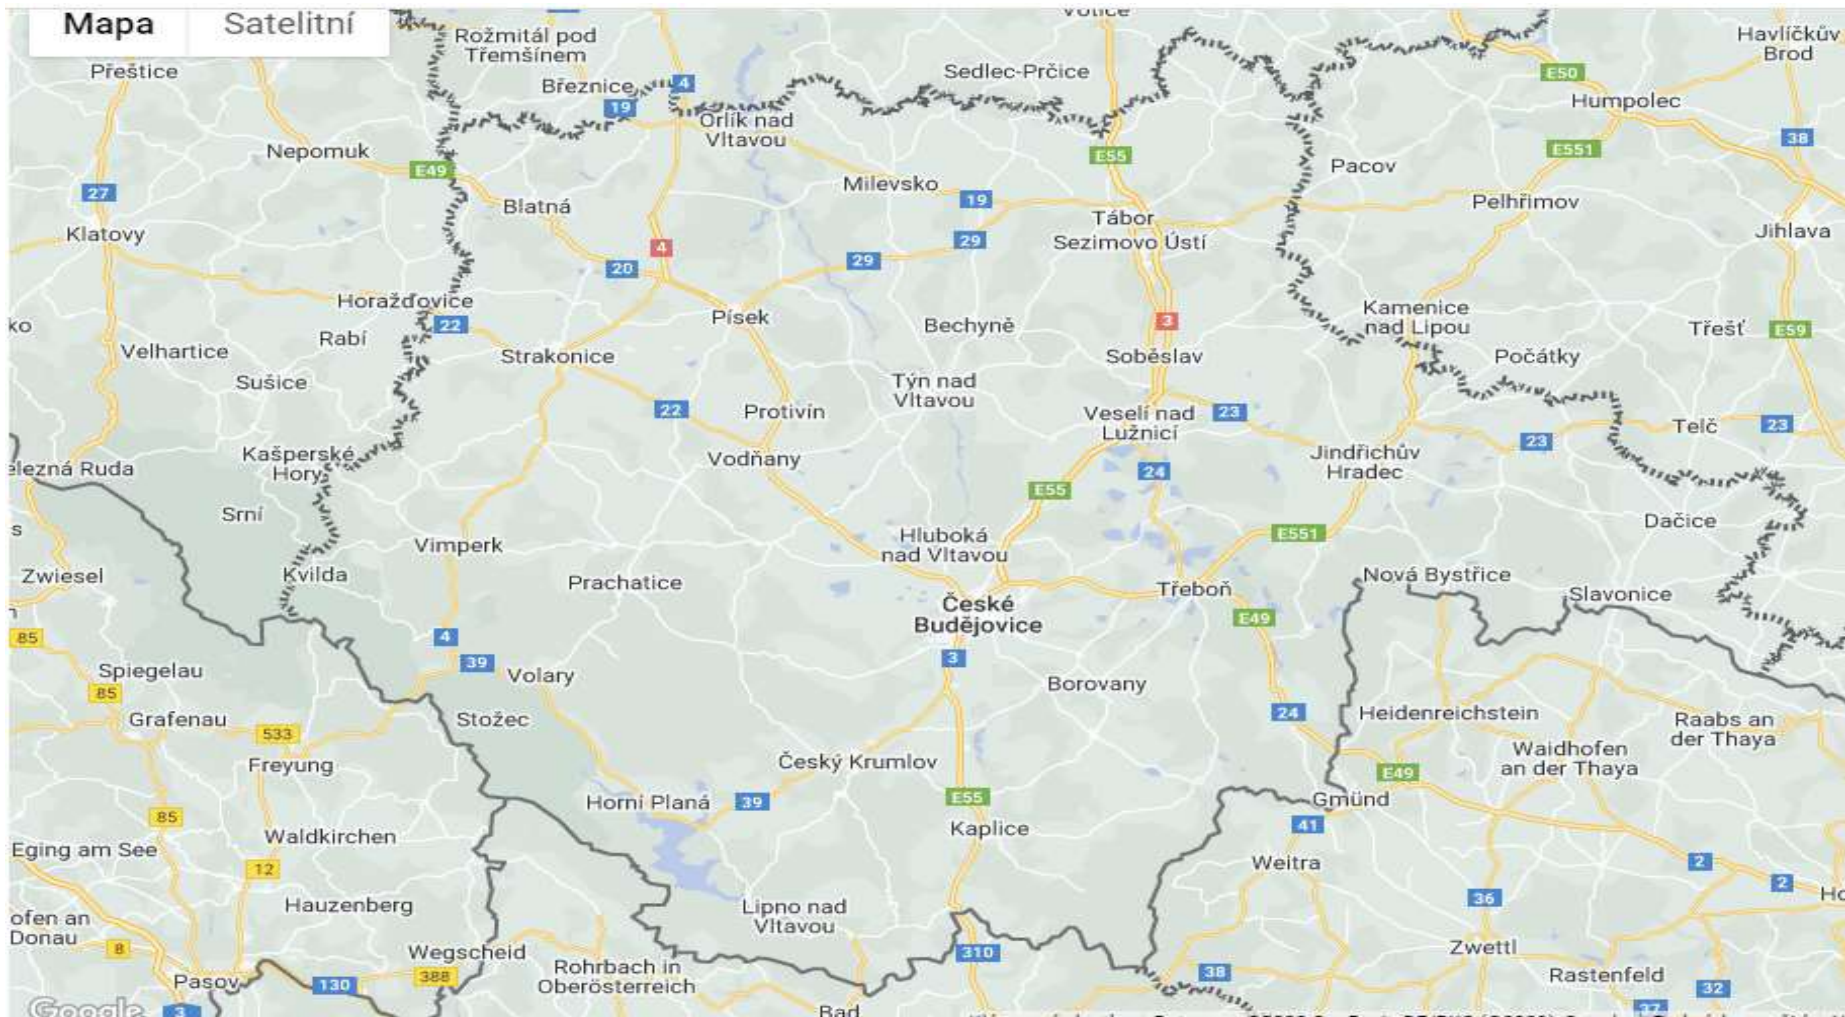 Mapa
Satelitní
Votice
Rožmitál pod
Třemšínem
Havlíčkův
Brod
Přeštice
Březnice
4
Sedlec-Prčice
E50
Humpolec
19
Orlík nad
Vltavou
38
Nepomuk
E551
E55
Pacov
E49
27
Milevsko
19
Blatná
Tábor
Pelhřimov
Klatovy
4
29
Sezimovo Ústí
Jihlava
20
29
Horažďovice
Kamenice
nad Lipou
ko
22
Rabí
Písek
Bechyně
3
Třešť
E59
Velhartice
Strakonice
Soběslav
Počátky
Sušice
Týn nad
Vltavou
22
Protivín
Veselí nad
Lužnicí
23
Telč
23
Kašperské
Hory
Vodňany
Jindřichův
Hradec
23
elezná Ruda
24
E55
Srní
Dačice
s
Vimperk
Hluboká
nad Vltavou
E551
Zwiesel
Kvilda
Prachatice
Třeboň
Nová Bystřice
Slavonice
České
Budějovice
E49
85
4
39
3
Spiegelau
Volary
Borovany
85
Grafenau
Stožec
24
Heidenreichstein
Raabs an
der Thaya
533
Freyung
Český Krumlov
Waidhofen
an der Thaya
E49
Horní Planá
39
E55
Gmünd
85
Waldkirchen
Kaplice
41
Eging am See
12
Weitra
2
2
Hauzenberg
Lipno nad
Vltavou
36
ofen an
Donau
8
Wegscheid
310
Zwettl
Pasov
130
388
Rohrbach in
Oberösterreich
38
Rastenfeld
32
Google
3
Bad
37